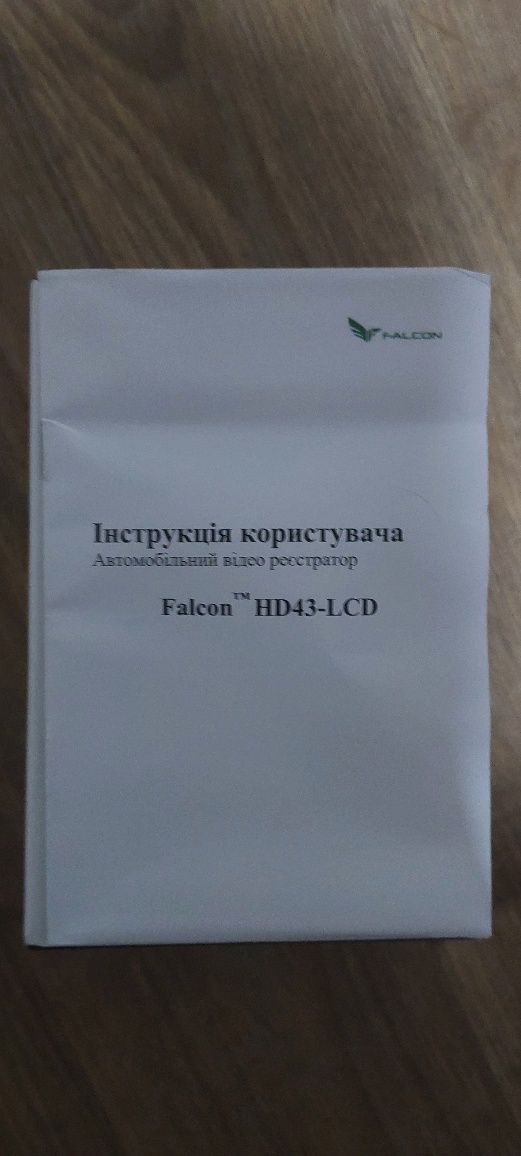 FALCON
Інструкція користувача
Автомобільний відео реєстратор
Falcon™ HD43-LCD